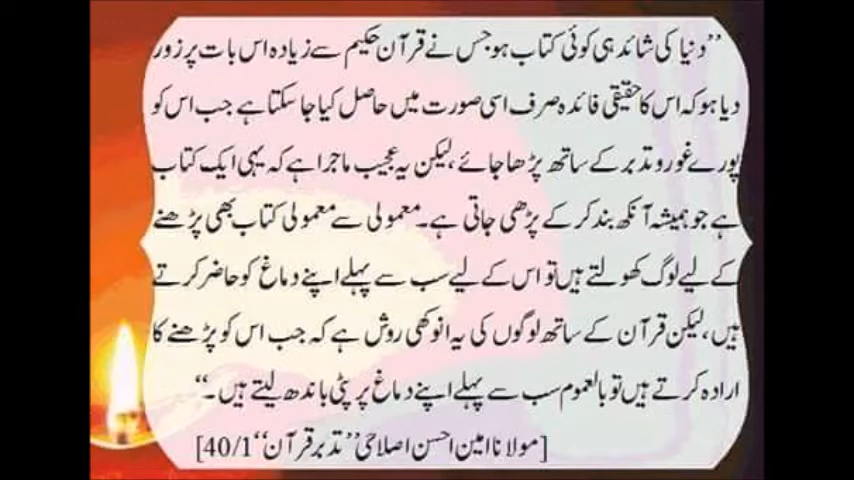 ”دنیا کی شائد ہی کوئی کتاب ہو جس نے قرآن حکیم سے زیادہ اس بات پر زور
دیا ہو کہ اس کا حقیقی فائدہ صرف اسی صورت میں حاصل کیا جا سکتا ہے جب اس کو
پورے غور و تدبر کے ساتھ پڑھا جائے، لیکن یہ عجیب ماجرا ہے کہ یہی ایک کتاب
ہے جو ہمیشہ آنکھ بند کر کے پڑھی جاتی ہے۔ معمولی سے معمولی کتاب بھی پڑھنے
کے لیے لوگ کھولتے ہیں تو اس کے لیے سب سے پہلے اپنے دماغ کو حاضر کرتے
ہیں، لیکن قرآن کے ساتھ لوگوں کی یہ انوکھی روش ہے کہ جب اس کو پڑھنے کا
ارادہ کرتے ہیں تو بالعموم سب سے پہلے اپنے دماغ پر پٹی باندھ لیتے ہیں۔“
[مولانا امین احسن اصلاحی ”تدبر قرآن“ 40/1]